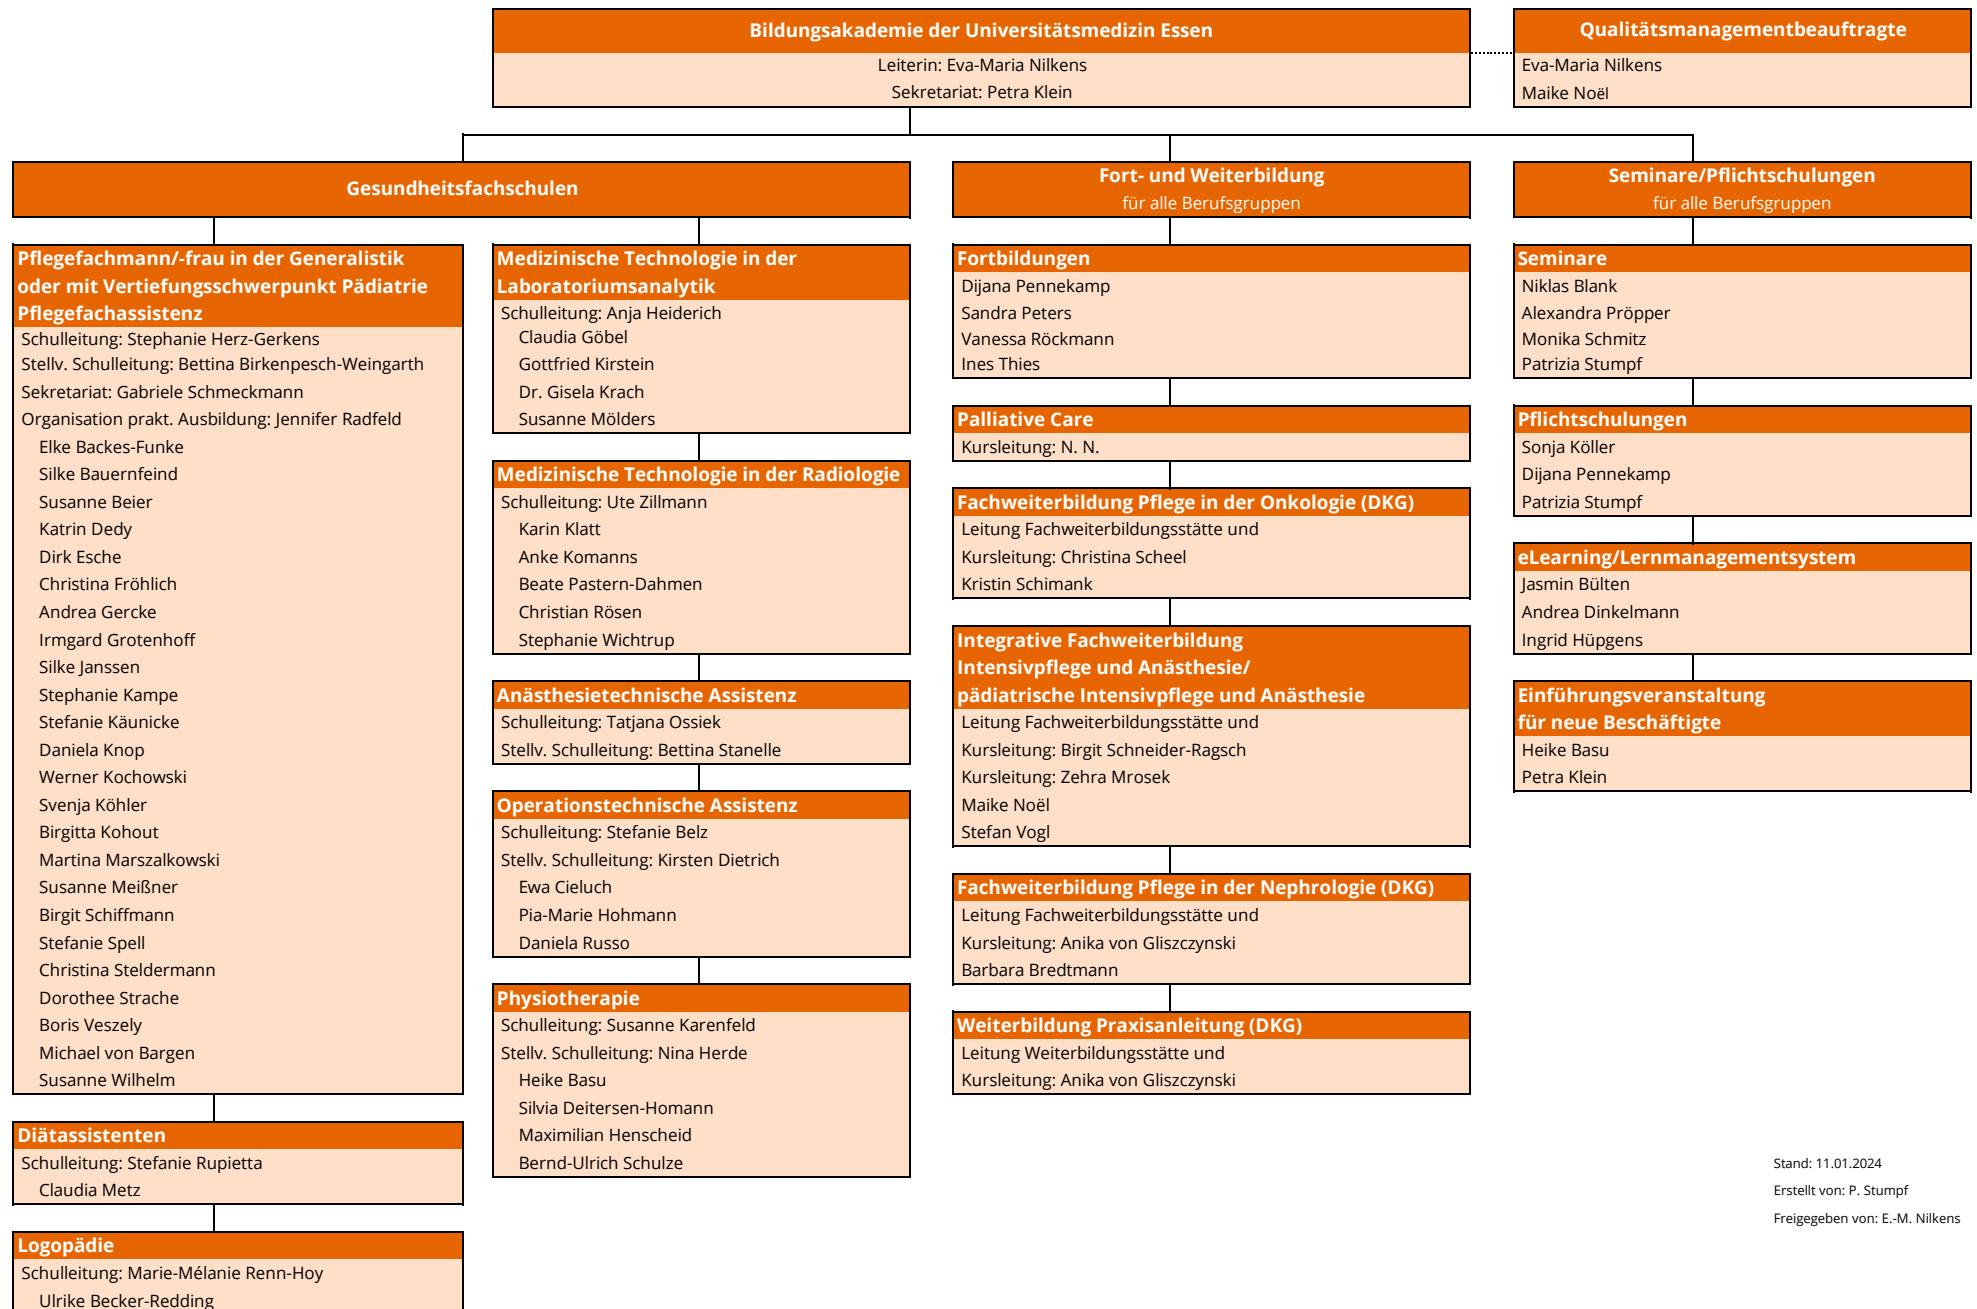 Bildungsakademie der Universitätsmedizin Essen
Leiterin: Eva-Maria Nilkens
Sekretariat: Petra Klein
Qualitätsmanagementbeauftragte
Eva-Maria Nilkens
Maike Noël
Gesundheitsfachschulen
Pflegefachmann/-frau in der Generalistik
oder mit Vertiefungsschwerpunkt Pädiatrie
Pflegefachassistenz
Schulleitung: Stephanie Herz-Gerkens
Stellv. Schulleitung: Bettina Birkenpesch-Weingarth
Sekretariat: Gabriele Schmeckmann
Organisation prakt. Ausbildung: Jennifer Radfeld
Elke Backes-Funke
Silke Bauernfeind
Susanne Beier
Katrin Dedy
Dirk Esche
Christina Fröhlich
Andrea Gercke
Irmgard Grotenhoff
Silke Janssen
Stephanie Kampe
Stefanie Käunicke
Daniela Knop
Werner Kochowski
Svenja Köhler
Birgitta Kohout
Martina Marszalkowski
Susanne Meißner
Birgit Schiffmann
Stefanie Spell
Christina Steldermann
Dorothee Strache
Boris Veszely
Michael von Bargen
Susanne Wilhelm
Diätassistenten
Schulleitung: Stefanie Rupietta
Claudia Metz
Logopädie
Schulleitung: Marie-Mélanie Renn-Hoy
Ulrike Becker-Redding
Medizinische Technologie in der
Laboratoriumsanalytik
Schulleitung: Anja Heiderich
Claudia Göbel
Gottfried Kirstein
Dr. Gisela Krach
Susanne Mölders
Medizinische Technologie in der Radiologie
Schulleitung: Ute Zillmann
Karin Klatt
Anke Komanns
Beate Pastern-Dahmen
Christian Rösen
Stephanie Wichtrup
Anästhesietechnische Assistenz
Schulleitung: Tatjana Ossiek
Stellv. Schulleitung: Bettina Stanelle
Operationstechnische Assistenz
Schulleitung: Stefanie Belz
Stellv. Schulleitung: Kirsten Dietrich
Ewa Cieluch
Pia-Marie Hohmann
Daniela Russo
Physiotherapie
Schulleitung: Susanne Karenfeld
Stellv. Schulleitung: Nina Herde
Heike Basu
Silvia Deitersen-Homann
Maximilian Henscheid
Bernd-Ulrich Schulze
Fort- und Weiterbildung
für alle Berufsgruppen
Fortbildungen
Dijana Pennekamp
Sandra Peters
Vanessa Röckmann
Ines Thies
Palliative Care
Kursleitung: N. N.
Fachweiterbildung Pflege in der Onkologie (DKG)
Leitung Fachweiterbildungsstätte und
Kursleitung: Christina Scheel
Kristin Schimank
Integrative Fachweiterbildung
Intensivpflege und Anästhesie/
pädiatrische Intensivpflege und Anästhesie
Leitung Fachweiterbildungsstätte und
Kursleitung: Birgit Schneider-Ragsch
Kursleitung: Zehra Mrosek
Maike Noël
Stefan Vogl
Fachweiterbildung Pflege in der Nephrologie (DKG)
Leitung Fachweiterbildungsstätte und
Kursleitung: Anika von Gliszczynski
Barbara Bredtmann
Weiterbildung Praxisanleitung (DKG)
Leitung Weiterbildungsstätte und
Kursleitung: Anika von Gliszczynski
Seminare/Pflichtschulungen
für alle Berufsgruppen
Seminare
Niklas Blank
Alexandra Pröpper
Monika Schmitz
Patrizia Stumpf
Pflichtschulungen
Sonja Köller
Dijana Pennekamp
Patrizia Stumpf
eLearning/Lernmanagementsystem
Jasmin Bülten
Andrea Dinkelmann
Ingrid Hüpgens
Einführungsveranstaltung
für neue Beschäftigte
Heike Basu
Petra Klein
Stand: 11.01.2024
Erstellt von: P. Stumpf
Freigegeben von: E.-M. Nilkens